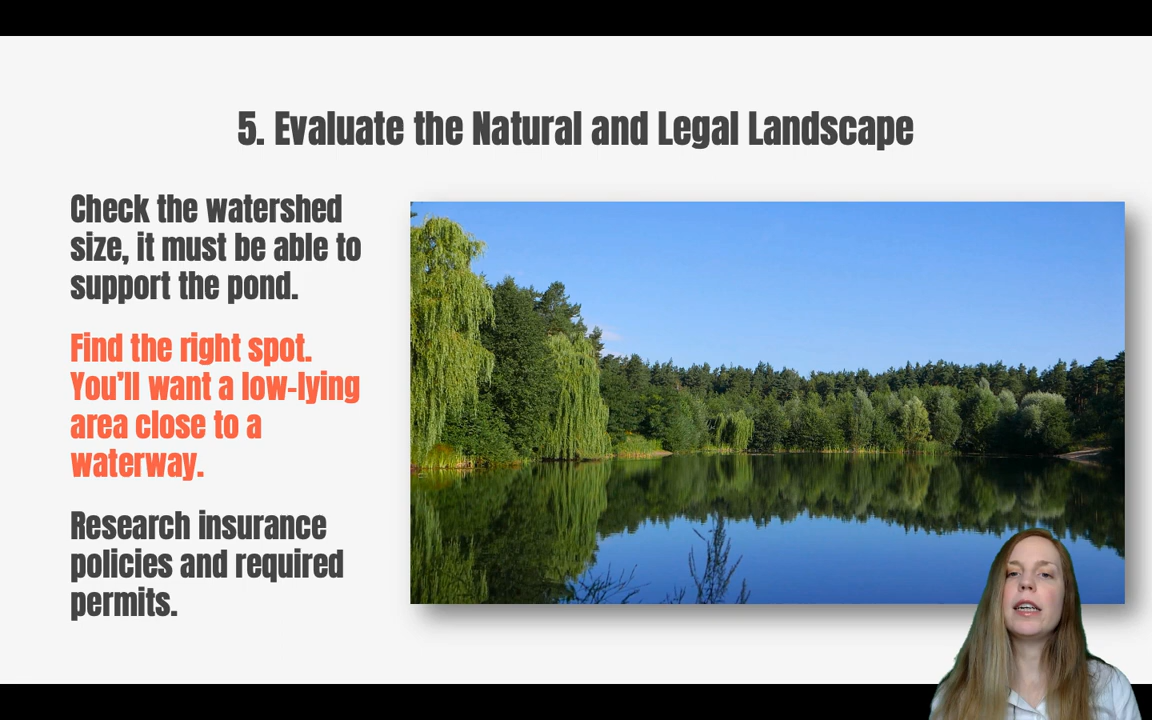 5. Evaluate the Natural and Legal Landscape
Check the watershed
size, it must be able to
support the pond.
Find the right spot.
You’ll want a low-lying
area close to a
waterway.
Research insurance
policies and required
permits.